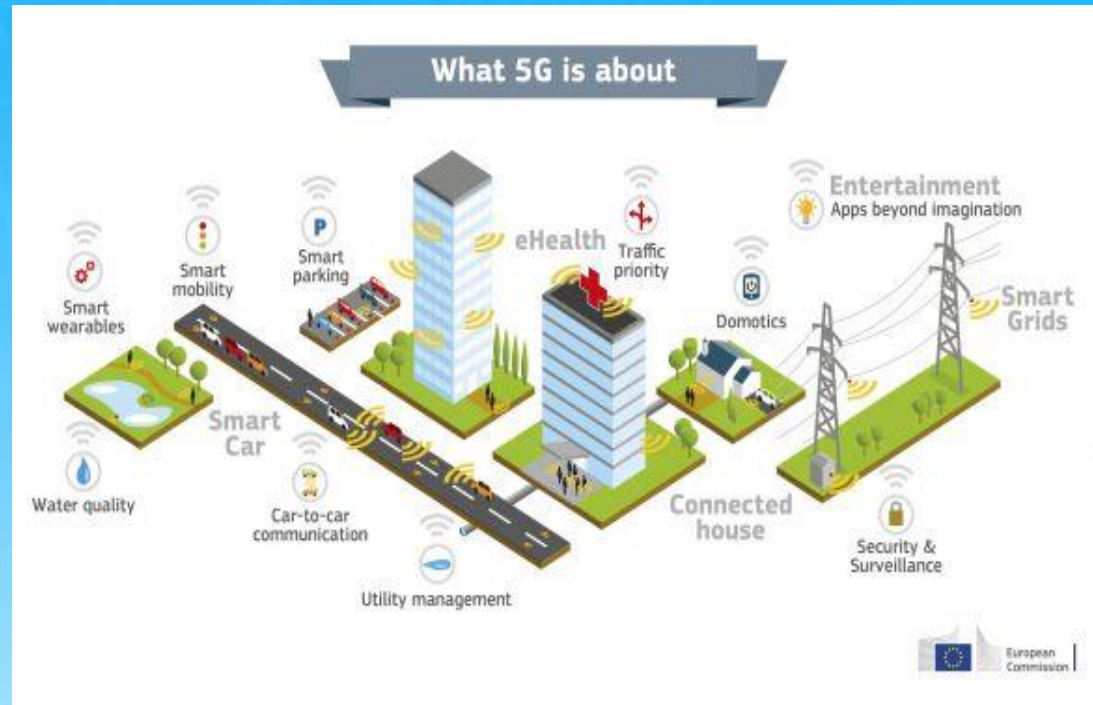 What 5G is about
Entertainment
Apps beyond imagination
eHealth
Traffic
priority
Smart
parking
Smart
mobility
Smart
wearables
Domotics
Smart
Grids
Smart
Car
Water quality
Car-to-car
communication
Connected
house
Security &
Surveillance
Utility management
P
European
Commission